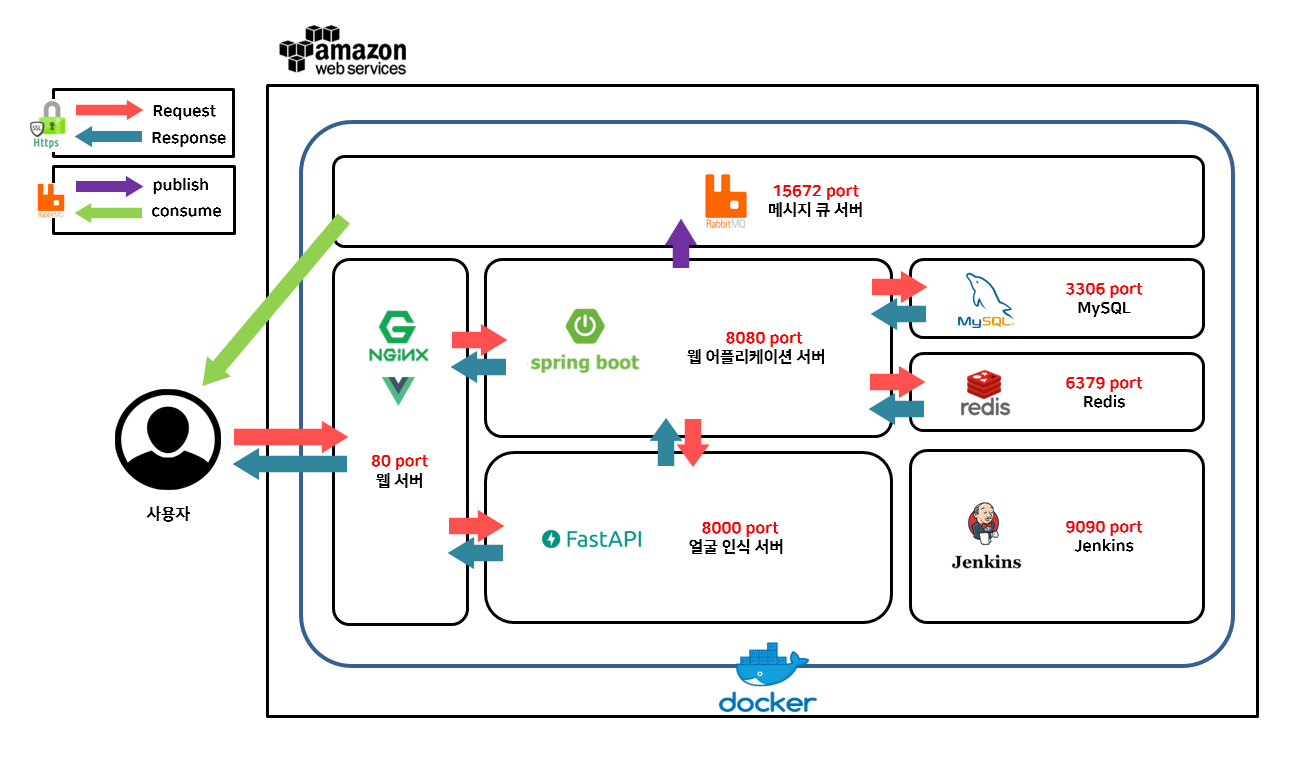 amazon
web services
SSL
Https
Request
Response
RabbitMQ
publish
consume
RabbitMQ
15672 port
메시지 큐 서버
NGINX
80 port
웹 서버
spring boot
8080 port
웹 어플리케이션 서버
MySQL
3306 port
MySQL
redis
6379 port
Redis
사용자
FastAPI
8000 port
얼굴 인식 서버
Jenkins
9090 port
Jenkins
docker